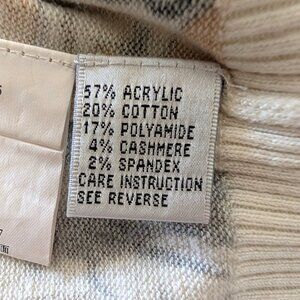 57% ACRYLIC
20% COTTON
17% POLYAMIDE
4% CASHMERE
2% SPANDEX
CARE INSTRUCTION
SEE REVERSE